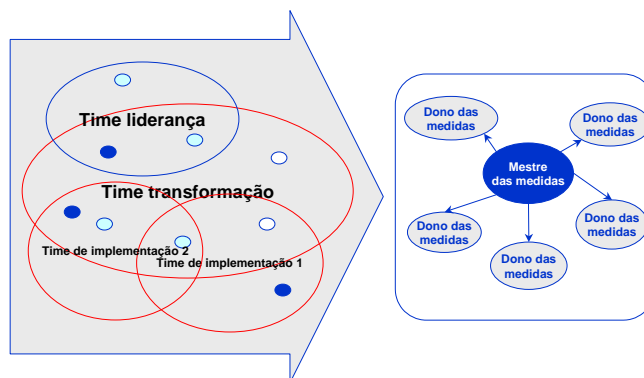 Time liderança
Time transformação
Time de implementação 2
Time de implementação 1
Dono das
medidas
Dono das
medidas
Mestre
das medidas
Dono das
medidas
Dono das
medidas
Dono das
medidas